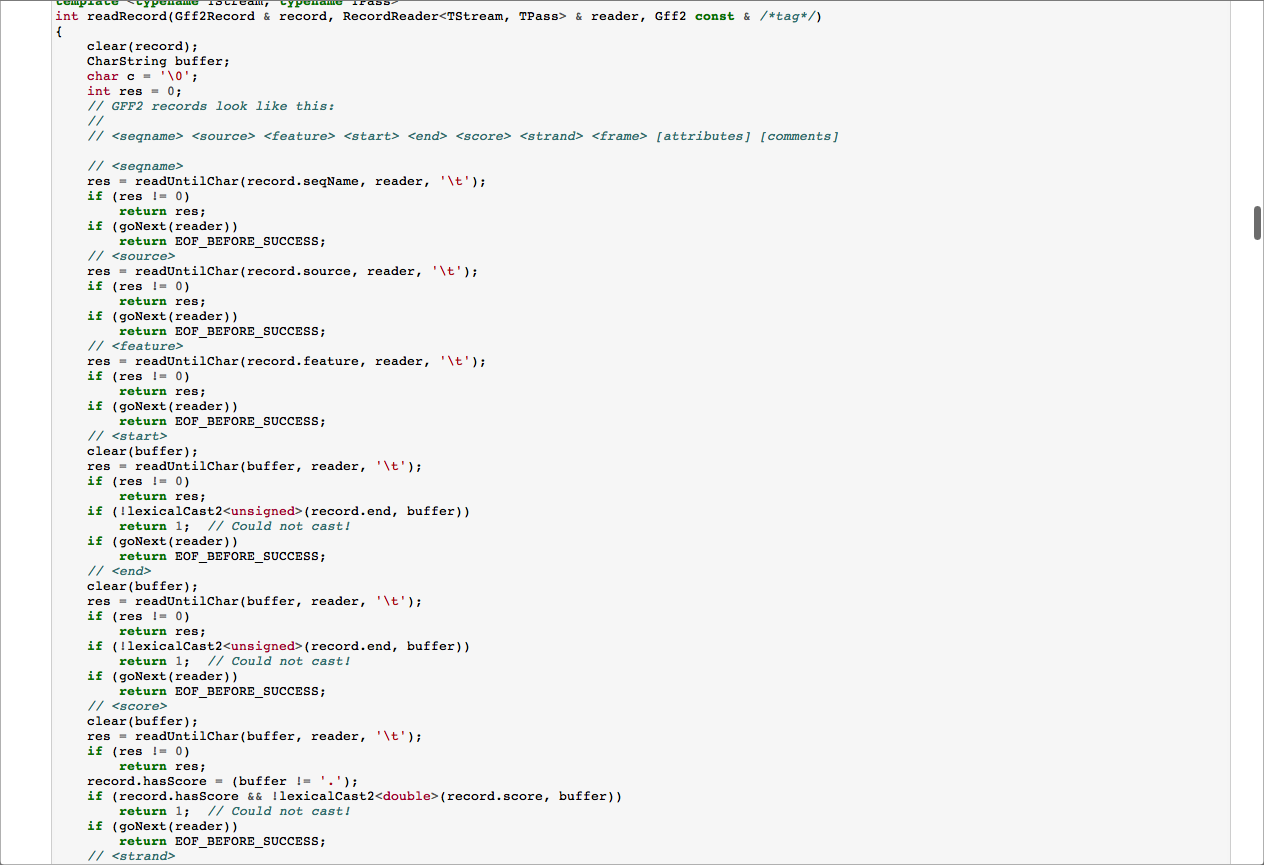 template <typename TStream, typename TPass>
int readRecord(Gff2Record & record, RecordReader<TStream, TPass> & reader, Gff2 const & /*tag*/)
{
    clear(record);
    CharString buffer;
    char c = '\0';
    int res = 0;
    // GFF2 records look like this:
    //
    // <seqname> <source> <feature> <start> <end> <score> <strand> <frame> [attributes] [comments]

    // <seqname>
    res = readUntilChar(record.seqName, reader, '\t');
    if (res != 0)
        return res;
    if (goNext(reader))
        return EOF_BEFORE_SUCCESS;
    // <source>
    res = readUntilChar(record.source, reader, '\t');
    if (res != 0)
        return res;
    if (goNext(reader))
        return EOF_BEFORE_SUCCESS;
    // <feature>
    res = readUntilChar(record.feature, reader, '\t');
    if (res != 0)
        return res;
    if (goNext(reader))
        return EOF_BEFORE_SUCCESS;
    // <start>
    clear(buffer);
    res = readUntilChar(buffer, reader, '\t');
    if (res != 0)
        return res;
    if (!lexicalCast2<unsigned>(record.end, buffer))
        return 1;  // Could not cast!
    if (goNext(reader))
        return EOF_BEFORE_SUCCESS;
    // <end>
    clear(buffer);
    res = readUntilChar(buffer, reader, '\t');
    if (res != 0)
        return res;
    if (!lexicalCast2<unsigned>(record.end, buffer))
        return 1;  // Could not cast!
    if (goNext(reader))
        return EOF_BEFORE_SUCCESS;
    // <score>
    clear(buffer);
    res = readUntilChar(buffer, reader, '\t');
    if (res != 0)
        return res;
    record.hasScore = (buffer != '.');
    if (record.hasScore && !lexicalCast2<double>(record.score, buffer))
        return 1;  // Could not cast!
    if (goNext(reader))
        return EOF_BEFORE_SUCCESS;
    // <strand>